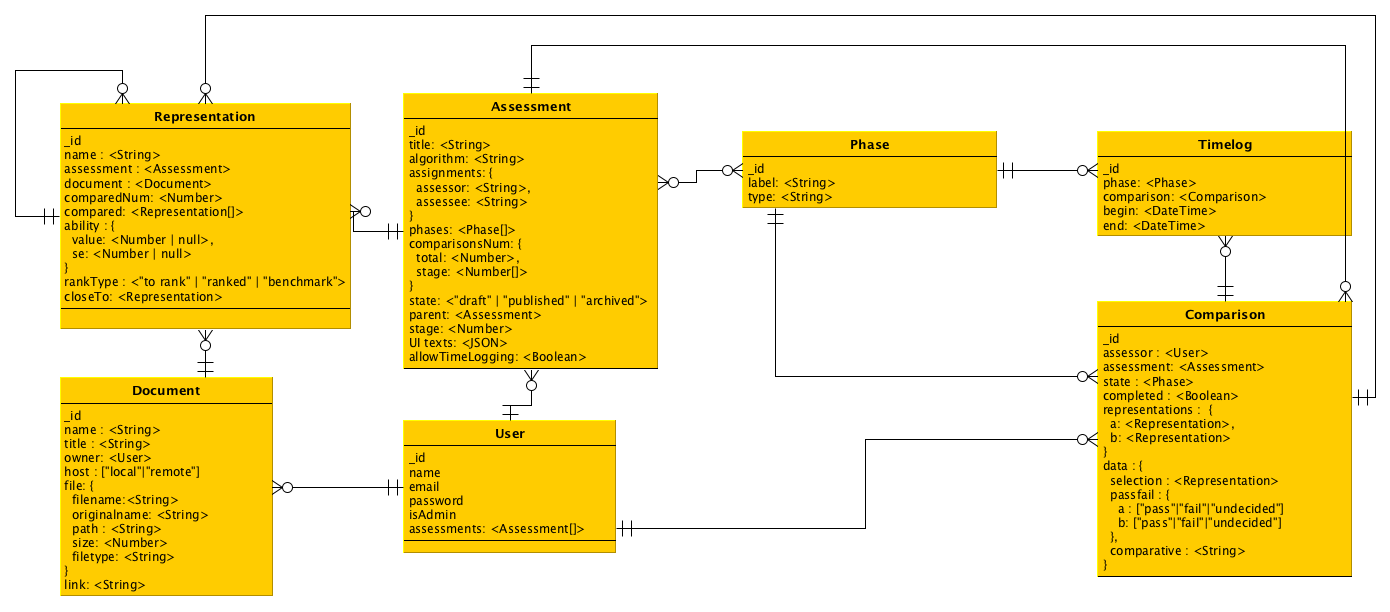 Representation
_id
name : <String>
assessment : <Assessment>
document : <Document>
comparedNum: <Number>
compared: <Representation[]>
ability : {
value: <Number | null>,
se: <Number | null>
}
rankType : <"to rank" | "ranked" | "benchmark">
closeTo: <Representation>
Assessment
_id
title: <String>
algorithm: <String>
assignments: {
assessor: <String>,
assessee: <String>
}
phases: <Phase[]>
comparisonsNum: {
total: <Number>,
stage: <Number[]>
}
state: <"draft" | "published" | "archived">
parent: <Assessment>
stage: <Number>
UI texts: <JSON>
allowTimeLogging: <Boolean>
Phase
_id
label: <String>
type: <String>
Timelog
_id
phase: <Phase>
comparison: <Comparison>
begin: <DateTime>
end: <DateTime>
Document
_id
name : <String>
title : <String>
owner: <User>
host : ["local"|"remote"]
file: {
filename:<String>
originalname: <String>
path : <String>
size: <Number>
filetype: <String>
}
link: <String>
User
_id
name
email
password
isAdmin
assessments: <Assessment[]>
Comparison
_id
assessor : <User>
assessment: <Assessment>
state : <Phase>
completed : <Boolean>
representations : {
a: <Representation>,
b: <Representation>
}
data : {
selection : <Representation>
passfail : {
a : ["pass"|"fail"|"undecided"]
b: ["pass"|"fail"|"undecided"]
},
comparative : <String>
}